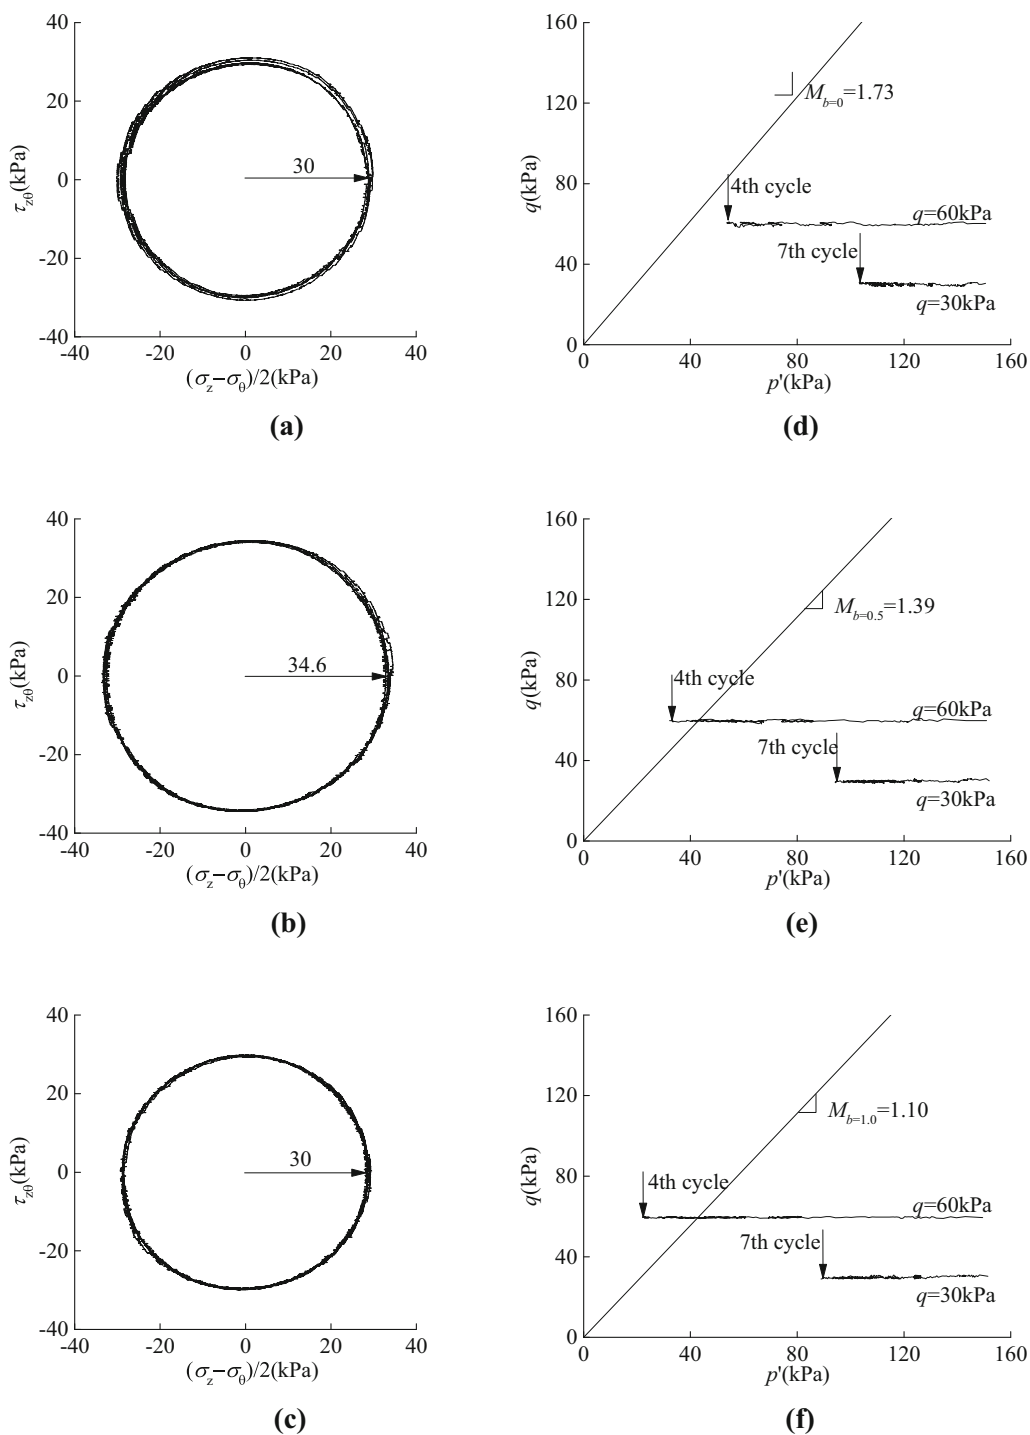 40
20
0
-20
-40
τzθ(kPa)
30
-40 -20 0 20 40
(σz–σθ)/2(kPa)
(a)
160
120
80
40
0
q(kPa)
Mb=0=1.73
4th cycle
q=60kPa
7th cycle
q=30kPa
0 40 80 120 160
p'(kPa)
(d)
40
20
0
-20
-40
τzθ(kPa)
34.6
40 -20 0 20 40
(σz–σθ)/2(kPa)
(b)
160
120
80
40
0
q(kPa)
Mb=0.5=1.39
4th cycle
q=60kPa
7th cycle
q=30kPa
0 40 80 120 160
p'(kPa)
(e)
40
20
0
-20
-40
τzθ(kPa)
30
-40 -20 0 20 40
(σz–σθ)/2(kPa)
(c)
160
120
80
40
0
q(kPa)
Mb=1.0=1.10
4th cycle
q=60kPa
7th cycle
q=30kPa
0 40 80 120 160
p'(kPa)
(f)